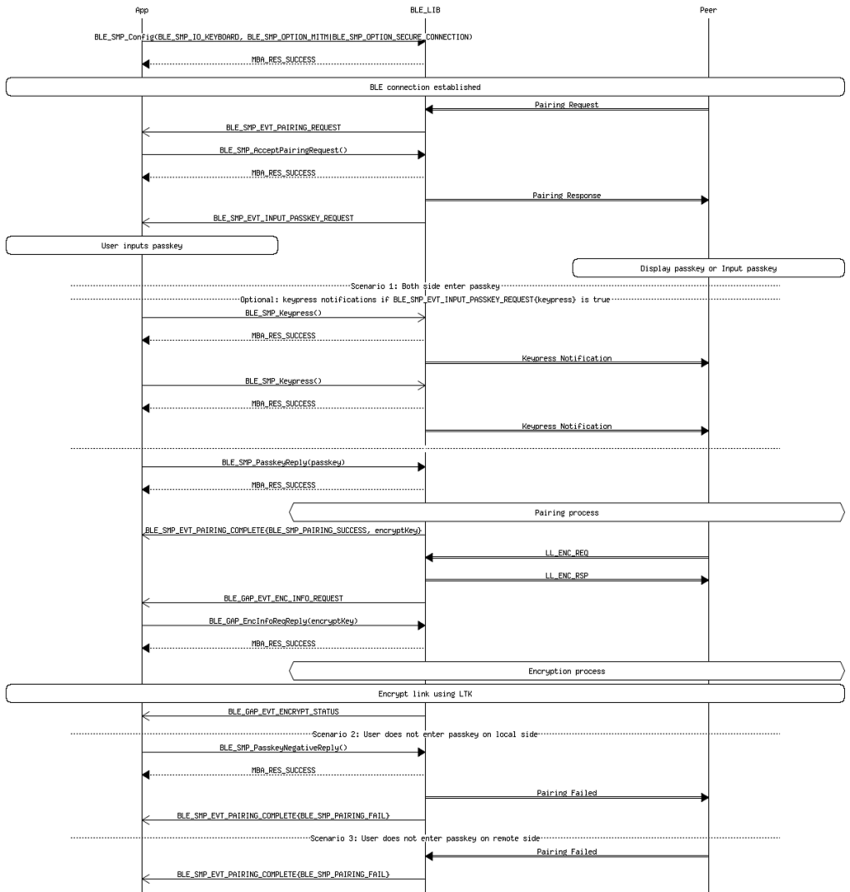 App BLE_LIB Peer
BLE_SMP_Config(BLE_SMP_IO_KEYBOARD, BLE_SMP_OPTION_MITM|BLE_SMP_OPTION_SECURE_CONNECTION)
MBA_RES_SUCCESS
BLE connection established
Pairing Request
BLE_SMP_EVT_PAIRING_REQUEST
BLE_SMP_AcceptPairingRequest()
MBA_RES_SUCCESS
Pairing Response
BLE_SMP_EVT_INPUT_PASSKEY_REQUEST
User inputs passkey
Display passkey or Input passkey
Scenario 1: Both side enter passkey
Optional: keypress notifications if BLE_SMP_EVT_INPUT_PASSKEY_REQUEST{keypress} is true
BLE_SMP_Keypress()
MBA_RES_SUCCESS
Keypress Notification
BLE_SMP_Keypress()
MBA_RES_SUCCESS
Keypress Notification
BLE_SMP_PasskeyReply(passkey)
MBA_RES_SUCCESS
Pairing process
BLE_SMP_EVT_PAIRING_COMPLETE{BLE_SMP_PAIRING_SUCCESS, encryptKey}
LL_ENC_REQ
LL_ENC_RSP
BLE_GAP_EVT_ENC_INFO_REQUEST
BLE_GAP_EncInfoReqReply(encryptKey)
MBA_RES_SUCCESS
Encryption process
Encrypt link using LTK
BLE_GAP_EVT_ENCRYPT_STATUS
Scenario 2: User does not enter passkey on local side
BLE_SMP_PasskeyNegativeReply()
MBA_RES_SUCCESS
Pairing Failed
BLE_SMP_EVT_PAIRING_COMPLETE{BLE_SMP_PAIRING_FAIL}
Scenario 3: User does not enter passkey on remote side
Pairing Failed
BLE_SMP_EVT_PAIRING_COMPLETE{BLE_SMP_PAIRING_FAIL}